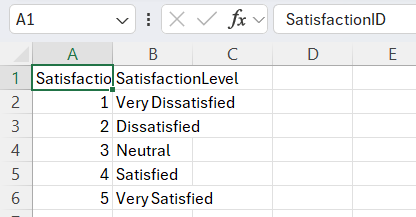 A1 fx SatisfactionID
A B C D E
1 Satisfactio SatisfactionLevel
2 1 Very Dissatisfied
3 2 Dissatisfied
4 3 Neutral
5 4 Satisfied
6 5 Very Satisfied